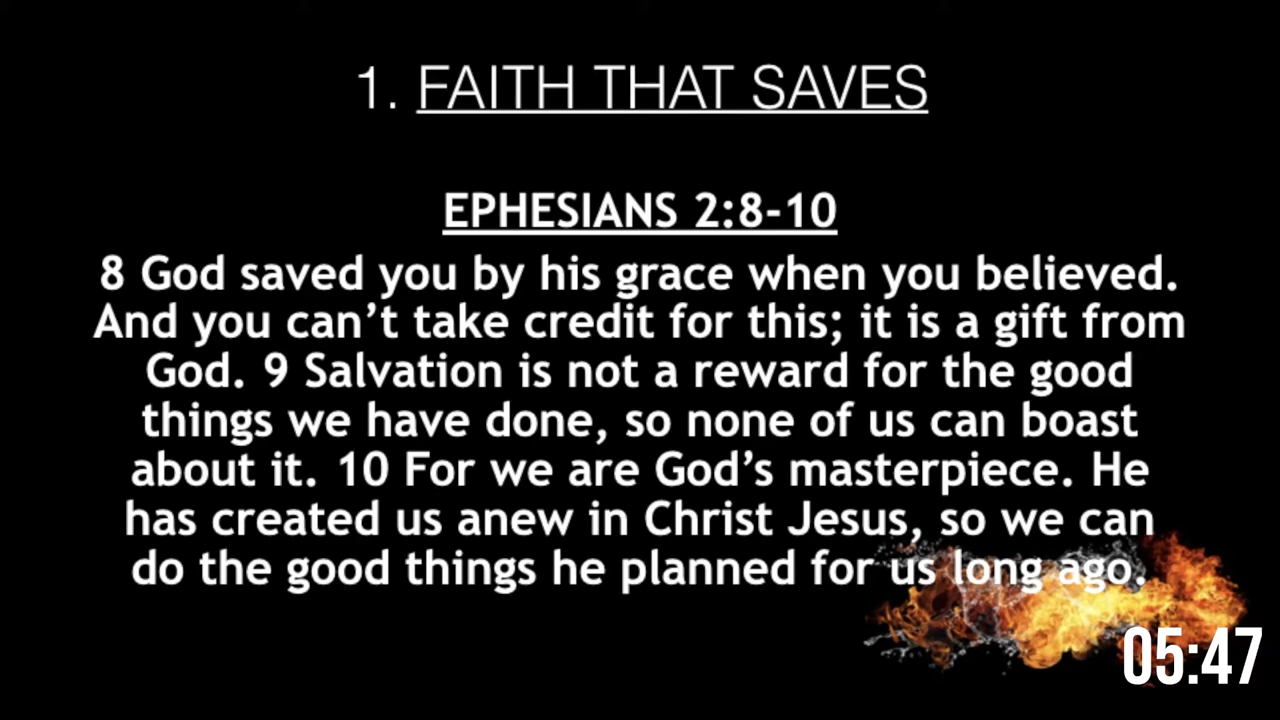 1. FAITH THAT SAVES
EPHESIANS 2:8-10
8 God saved you by his grace when you believed.
And you can’t take credit for this; it is a gift from
God. 9 Salvation is not a reward for the good
things we have done, so none of us can boast
about it. 10 For we are God’s masterpiece. He
has created us anew in Christ Jesus, so we can
do the good things he planned for us long ago.
05:47